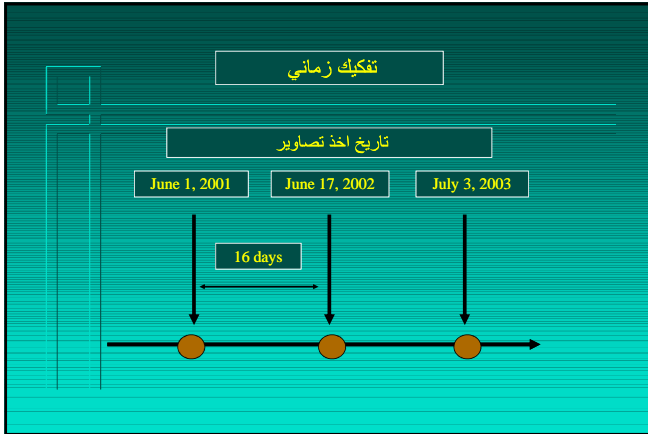 تفكيك زماني
تاريخ اخذ تصاوير
June 1, 2001
June 17, 2002
July 3, 2003
16 days